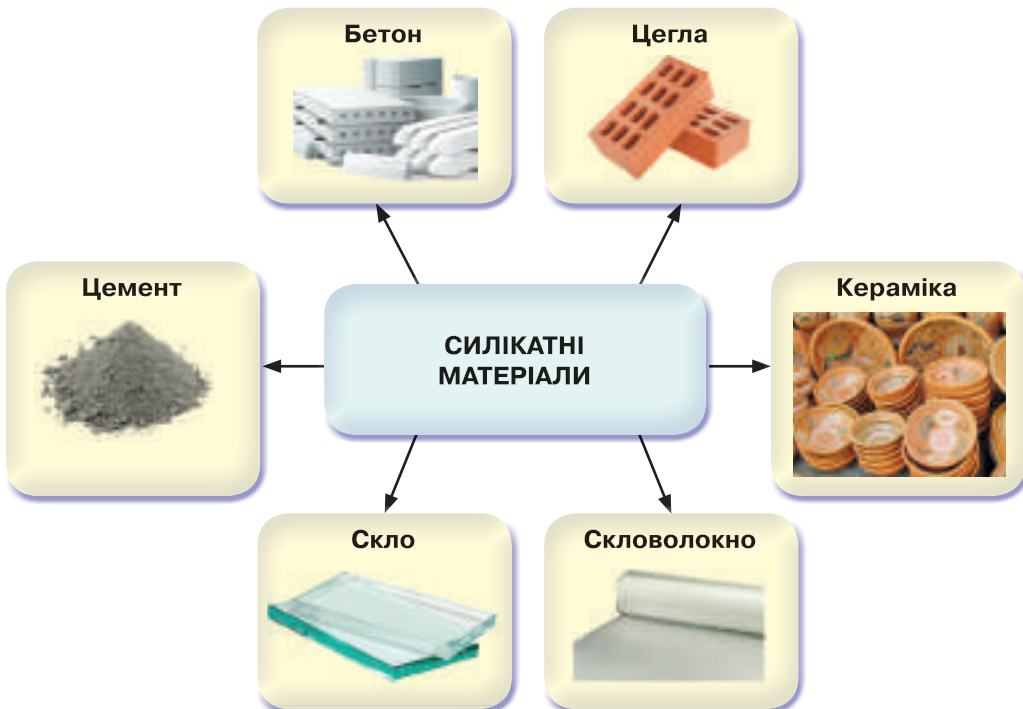 Бетон
Цегла
Цемент
СИЛІКАТНІ
МАТЕРІАЛИ
Кераміка
Скло
Скловолокно